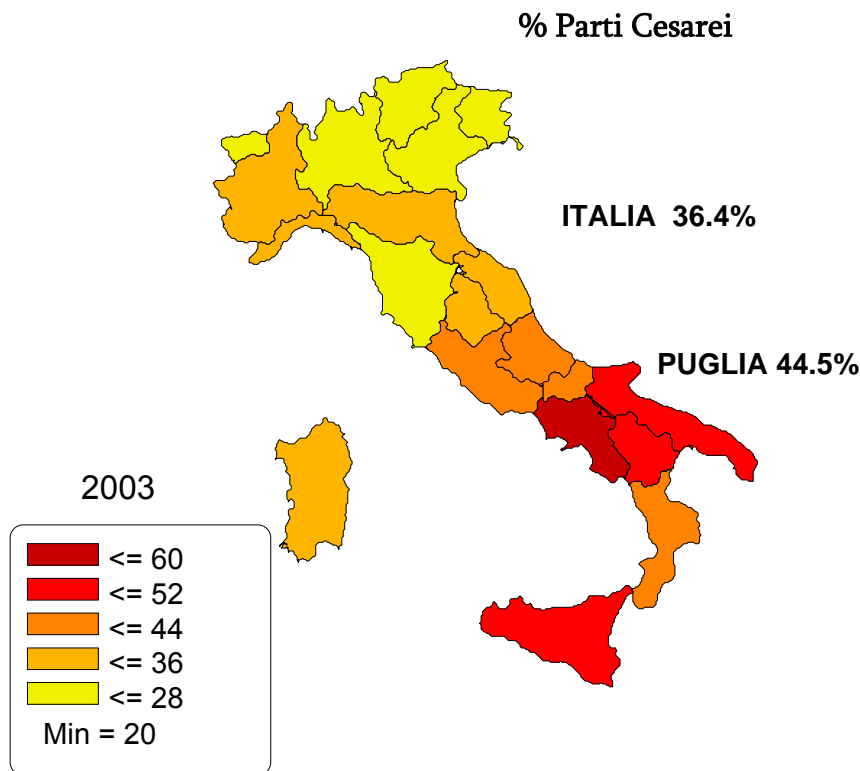 % Parti Cesarei
ITALIA 36.4%
PUGLIA 44.5%
2003
<= 60
<= 52
<= 44
<= 36
<= 28
Min = 20